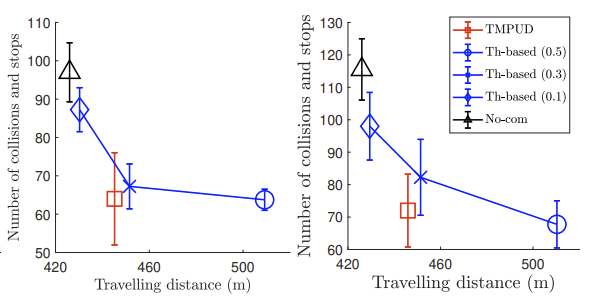 110
100
90
80
70
60
50
420
460
500
Number of collisions and stops
Travelling distance (m)
130
120
110
100
90
80
70
60
420
460
500
Number of collisions and stops
Travelling distance (m)
TMPUD
Th-based (0.5)
Th-based (0.3)
Th-based (0.1)
No-com